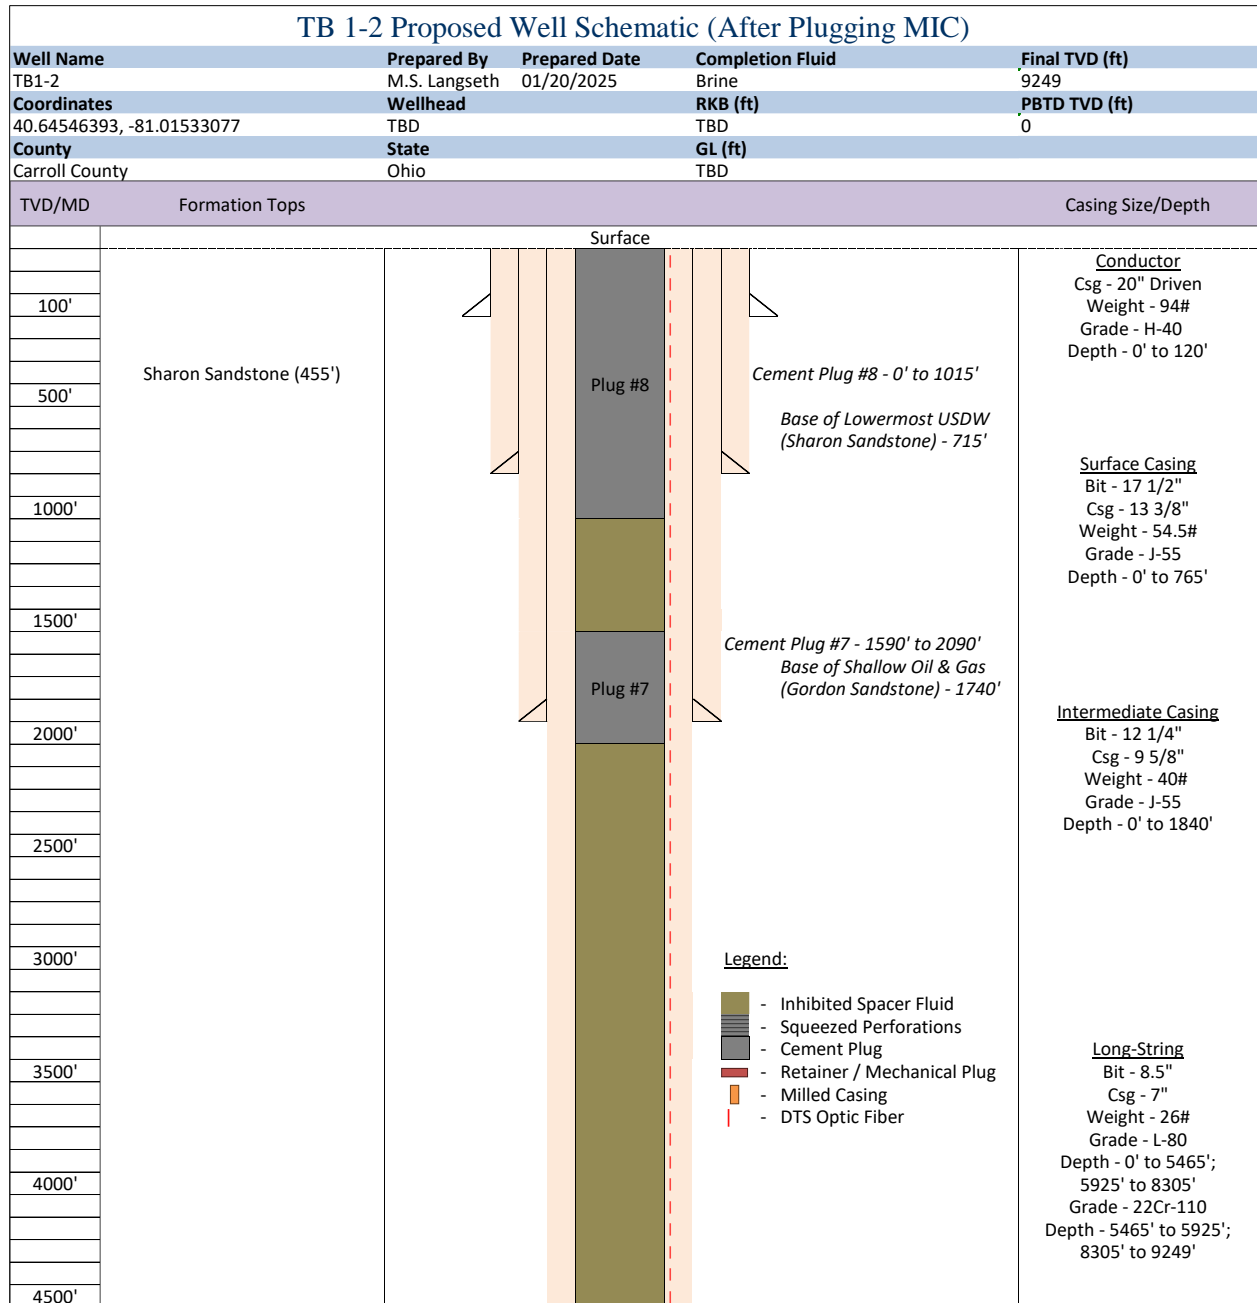 TB 1-2 Proposed Well Schematic (After Plugging MIC)
Well Name Prepared By Prepared Date Completion Fluid Final TVD (ft)
TB1-2 M.S. Langseth 01/20/2025 Brine 9249
Coordinates Wellhead RKB (ft) PBTD TVD (ft)
40.64546393, -81.01533077 TBD TBD 0
County State GL (ft)
Carroll County Ohio TBD
TVD/MD Formation Tops Casing Size/Depth
Surface
100'
500'
1000'
1500'
2000'
2500'
3000'
3500'
4000'
4500'
Sharon Sandstone (455')
Plug #8
Plug #7
Cement Plug #8 - 0' to 1015'
Base of Lowermost USDW
(Sharon Sandstone) - 715'
Cement Plug #7 - 1590' to 2090'
Base of Shallow Oil & Gas
(Gordon Sandstone) - 1740'
Legend:
- Inhibited Spacer Fluid
- Squeezed Perforations
- Cement Plug
- Retainer / Mechanical Plug
- Milled Casing
- DTS Optic Fiber
Conductor
Csg - 20" Driven
Weight - 94#
Grade - H-40
Depth - 0' to 120'
Surface Casing
Bit - 17 1/2"
Csg - 13 3/8"
Weight - 54.5#
Grade - J-55
Depth - 0' to 765'
Intermediate Casing
Bit - 12 1/4"
Csg - 9 5/8"
Weight - 40#
Grade - J-55
Depth - 0' to 1840'
Long-String
Bit - 8.5"
Csg - 7"
Weight - 26#
Grade - L-80
Depth - 0' to 5465';
5925' to 8305'
Grade - 22Cr-110
Depth - 5465' to 5925';
8305' to 9249'